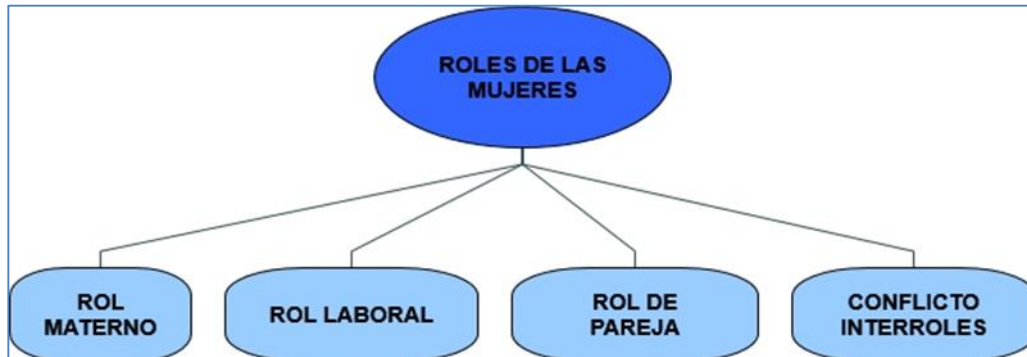 ROLES DE LAS
MUJERES
ROL
MATERNO
ROL LABORAL
ROL DE
PAREJA
CONFLICTO
INTERROLES